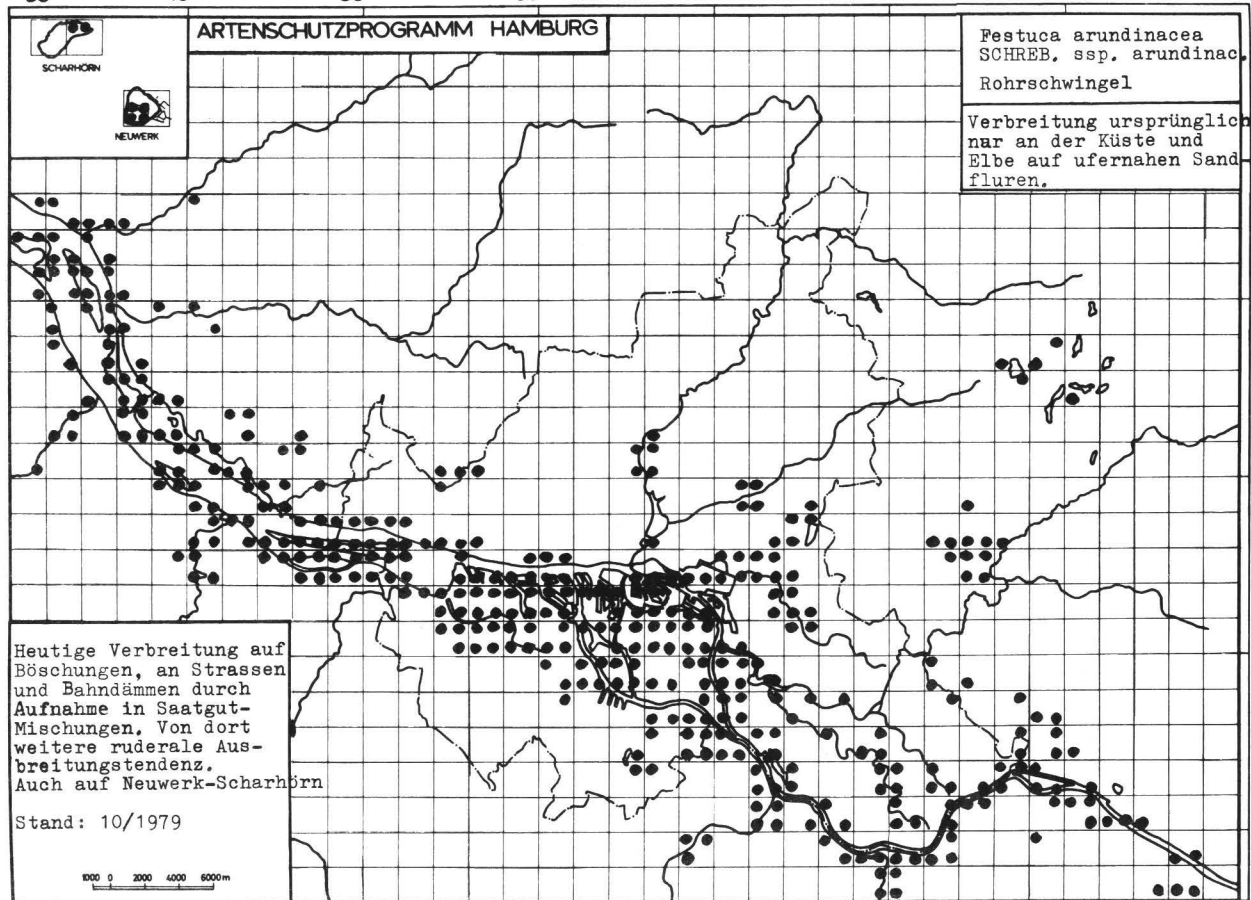 ARTENSCHUTZPROGRAMM HAMBURG
SCHARHÖRN
NEUWERK
Festuca arundinacea
SCHREB. ssp. arundinac.
Rohrschwingel
Verbreitung ursprünglich
nur an der Küste und
Elbe auf ufernahen Sand
fluren.
Heutige Verbreitung auf
Böschungen, an Strassen
und Bahndämmen durch
Aufnahme in Saatgut-
Mischungen. Von dort
weitere ruderale Aus-
breitungstendenz.
Auch auf Neuwerk-Scharhörn
Stand: 10/1979
1000 0 2000 4000 6000m